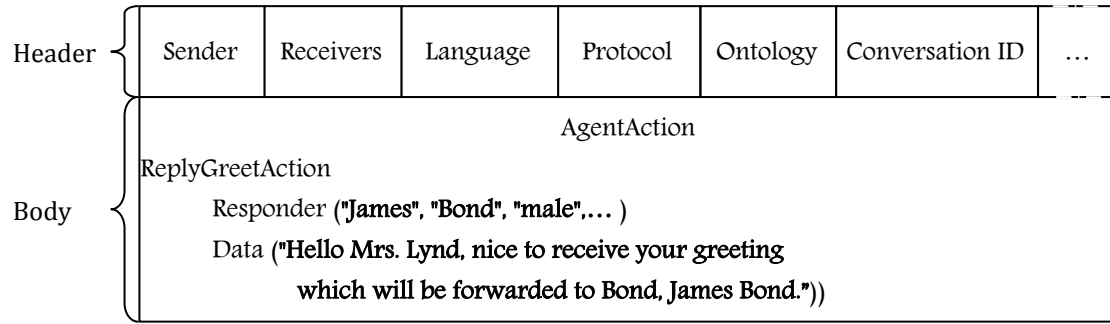 Header Sender Receivers Language Protocol Ontology Conversation ID …
AgentAction
ReplyGreetAction
Body
Responder ("James", "Bond", "male",… )
Data ("Hello Mrs. Lynd, nice to receive your greeting
which will be forwarded to Bond, James Bond."))